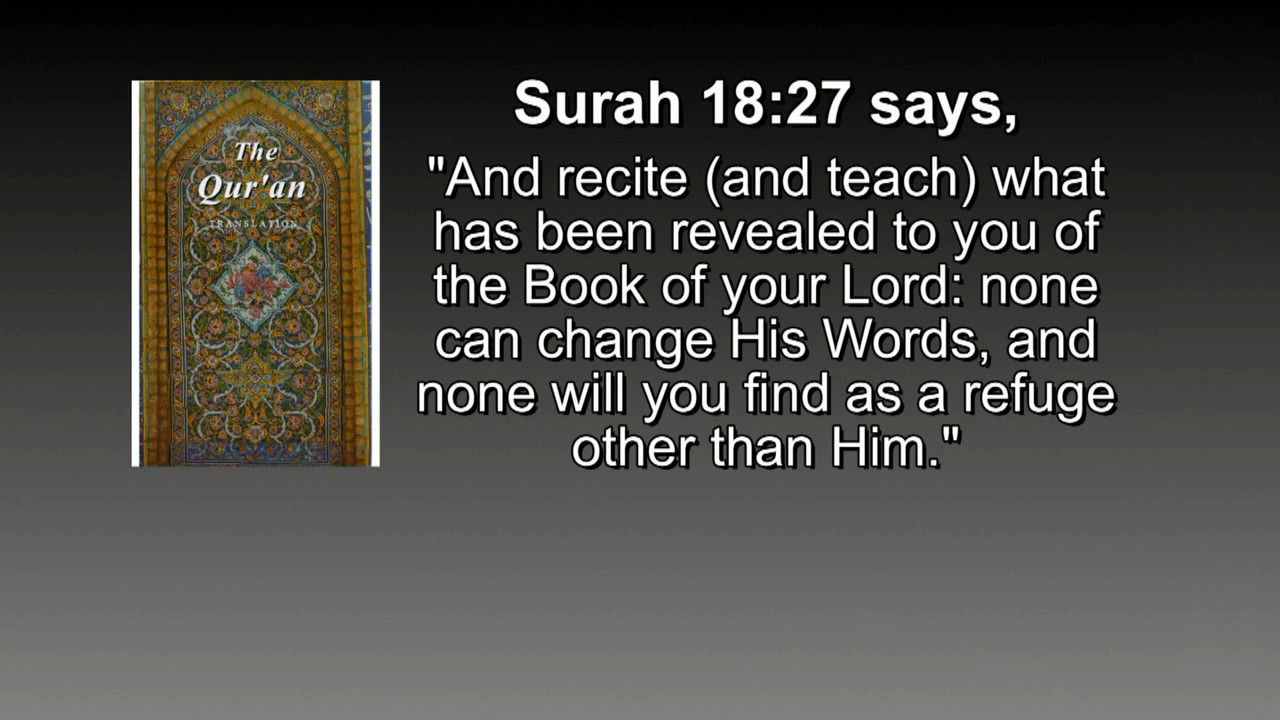 The
Qur'an
TRANSLATION
Surah 18:27 says,
"And recite (and teach) what
has been revealed to you of
the Book of your Lord: none
can change His Words, and
none will you find as a refuge
other than Him."